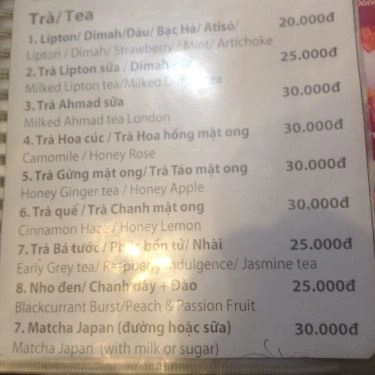 Trà/ Tea
1. Lipton/ Dimah/Dâu/ Bạc Hà/ Atisô/ 20.000đ
Lipton / Dimah/ Strawberry / Mint/ Artichoke
2. Trà Lipton sữa / Dimah sữa 25.000đ
Milked Lipton tea/Milked tea
3. Trà Ahmad sữa 30.000đ
Milked Ahmad tea London
4. Trà Hoa cúc / Trà Hoa hồng mật ong 30.000đ
Camomile / Honey Rose
5. Trà Gừng mật ong/ Trà Táo mật ong 30.000đ
Honey Ginger tea / Honey Apple
6. Trà quế / Trà Chanh mật ong 30.000đ
Cinnamon Haze / Honey Lemon
7. Trà Bá tước / Phúc bồn tử/ Nhài 25.000đ
Early Grey tea/ Raspberry Indulgence/ Jasmine tea
8. Nho đen/ Chanh dây + Đào 25.000đ
Blackcurrant Burst/Peach & Passion Fruit
7. Matcha Japan (đường hoặc sữa) 30.000đ
Matcha Japan (with milk or sugar)